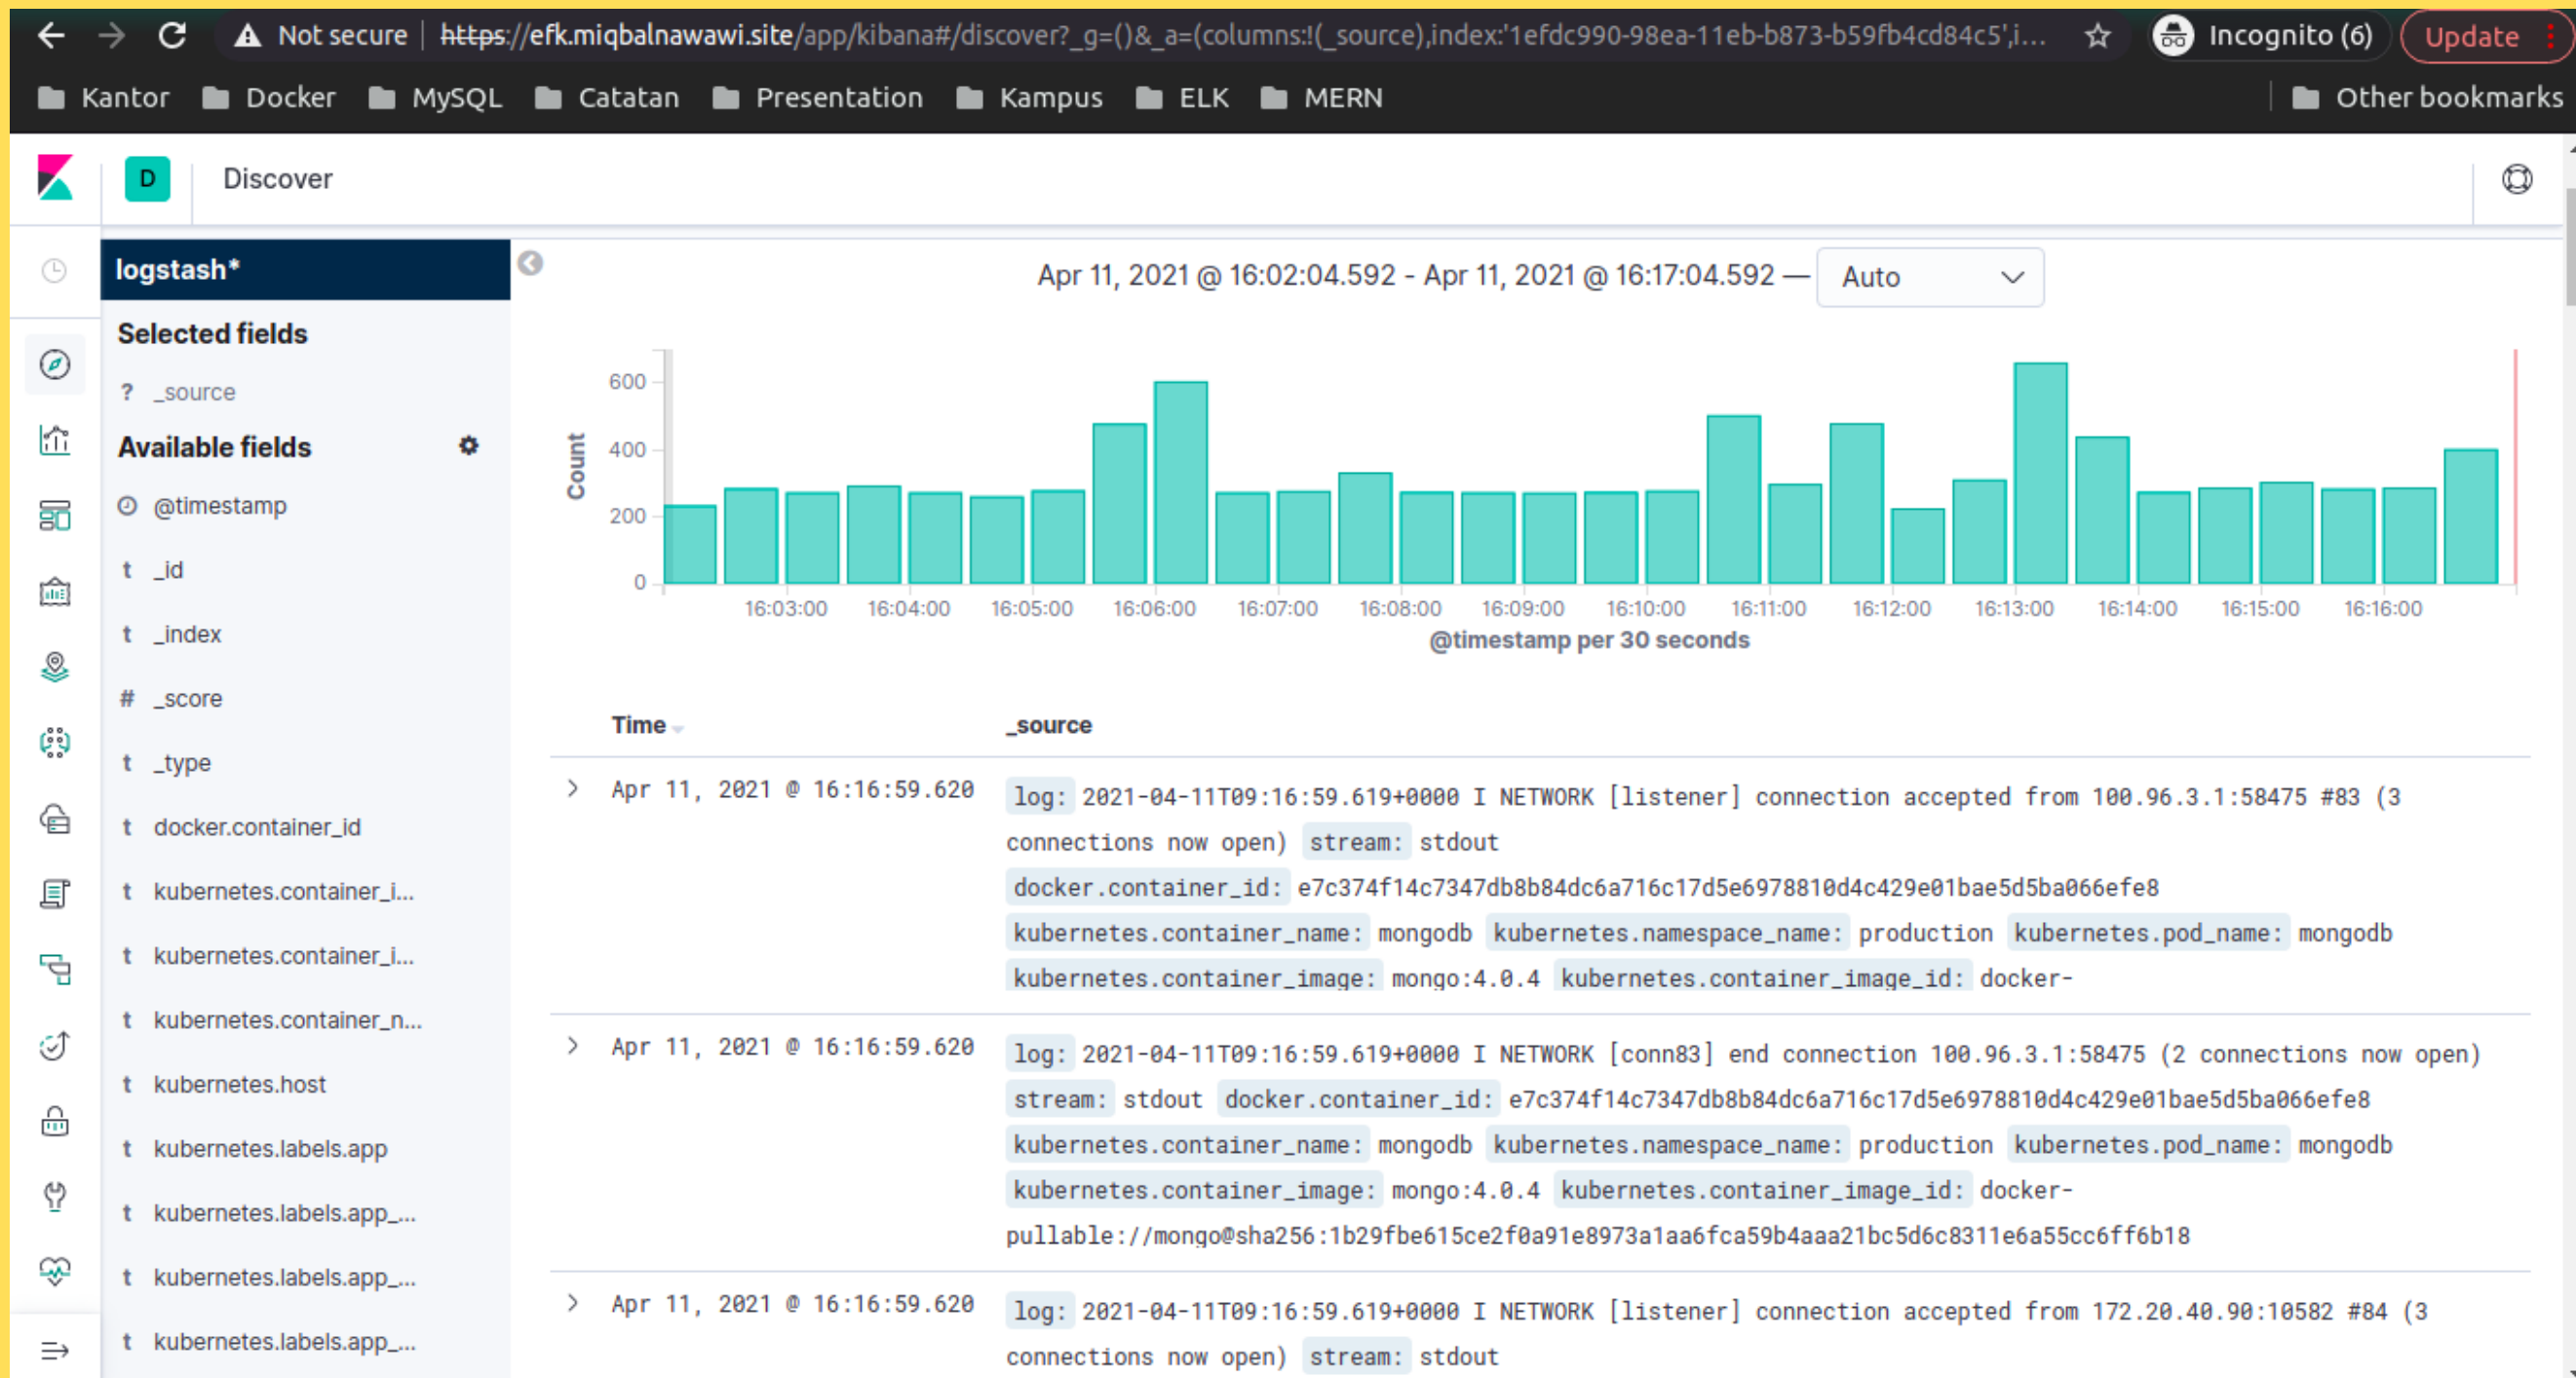 Not secure | https://efk.miqbalnawawi.site/app/kibana#/discover?_g=()&_a=(columns:!(_source),index:'1efdc990-98ea-11eb-b873-b59fb4cd84c5',i... Incognito (6) Update
Kantor Docker MySQL Catatan Presentation Kampus ELK MERN Other bookmarks
D Discover
logstash*
Selected fields
? _source
Available fields
@timestamp
t _id
t _index
# _score
t _type
t docker.container_id
t kubernetes.container_i...
t kubernetes.container_i...
t kubernetes.container_n...
t kubernetes.host
t kubernetes.labels.app
t kubernetes.labels.app_...
t kubernetes.labels.app_...
t kubernetes.labels.app_...
Apr 11, 2021 @ 16:02:04.592 - Apr 11, 2021 @ 16:17:04.592 — Auto
Count
600
400
200
0
16:03:00 16:04:00 16:05:00 16:06:00 16:07:00 16:08:00 16:09:00 16:10:00 16:11:00 16:12:00 16:13:00 16:14:00 16:15:00 16:16:00
@timestamp per 30 seconds
Time _source
Apr 11, 2021 @ 16:16:59.620 log: 2021-04-11T09:16:59.619+0000 I NETWORK [listener] connection accepted from 100.96.3.1:58475 #83 (3
connections now open) stream: stdout
docker.container_id: e7c374f14c7347db8b84dc6a716c17d5e6978810d4c429e01bae5d5ba066efe8
kubernetes.container_name: mongodb kubernetes.namespace_name: production kubernetes.pod_name: mongodb
kubernetes.container_image: mongo:4.0.4 kubernetes.container_image_id: docker-
Apr 11, 2021 @ 16:16:59.620 log: 2021-04-11T09:16:59.619+0000 I NETWORK [conn83] end connection 100.96.3.1:58475 (2 connections now open)
stream: stdout docker.container_id: e7c374f14c7347db8b84dc6a716c17d5e6978810d4c429e01bae5d5ba066efe8
kubernetes.container_name: mongodb kubernetes.namespace_name: production kubernetes.pod_name: mongodb
kubernetes.container_image: mongo:4.0.4 kubernetes.container_image_id: docker-
pullable://mongo@sha256:1b29fbe615ce2f0a91e8973a1aa6fca59b4aaa21bc5d6c8311e6a55cc6ff6b18
Apr 11, 2021 @ 16:16:59.620 log: 2021-04-11T09:16:59.619+0000 I NETWORK [listener] connection accepted from 172.20.40.90:10582 #84 (3
connections now open) stream: stdout